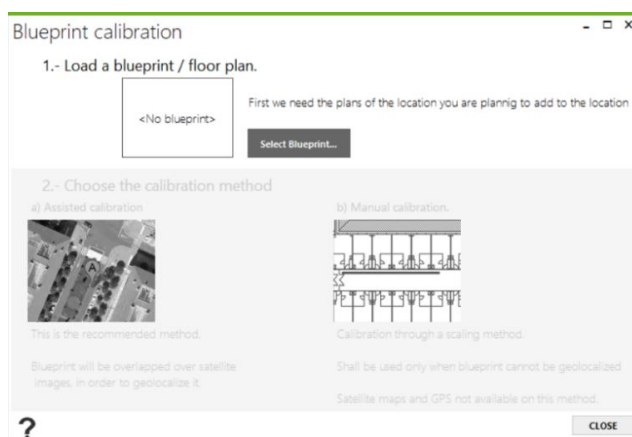 Blueprint calibration
1.- Load a blueprint / floor plan.
<No blueprint>
First we need the plans of the location you are plannig to add to the location
Select Blueprint...
2.- Choose the calibration method
a) Assisted calibration
b) Manual calibration.
A
This is the recommended method.
Calibration through a scaling method.
Blueprint will be overlapped over satellite
images, in order to geolocalize it.
Shall be used only when blueprint cannot be geolocalized
Satellite maps and GPS not available on this method.
?
CLOSE